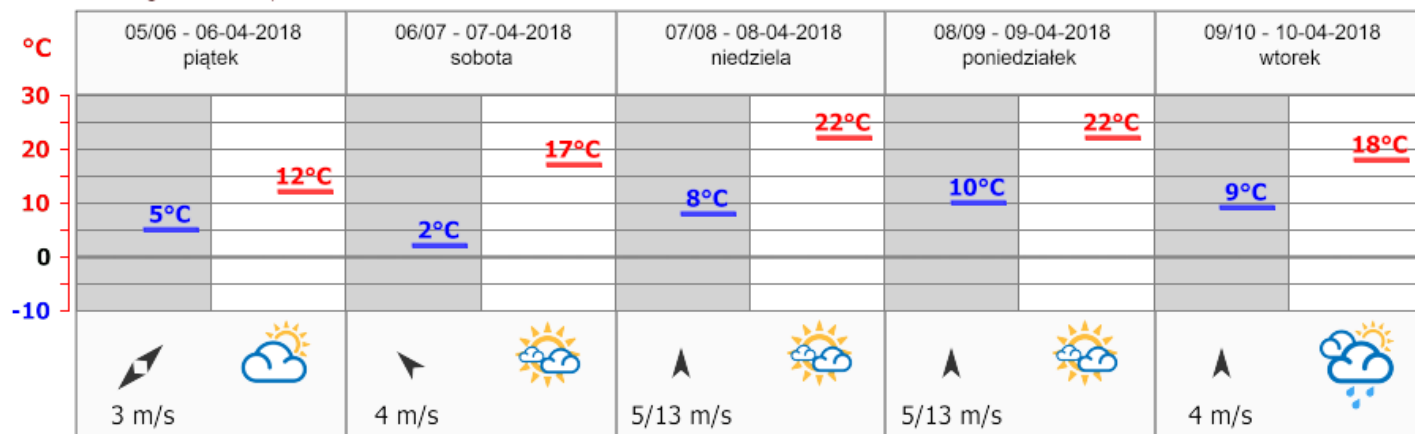 05/06 - 06-04-2018
piątek
06/07 - 07-04-2018
sobota
07/08 - 08-04-2018
niedziela
08/09 - 09-04-2018
poniedziałek
09/10 - 10-04-2018
wtorek
°C
30
20
10
0
-10
5°C
12°C
2°C
17°C
8°C
22°C
10°C
22°C
9°C
18°C
3 m/s
4 m/s
5/13 m/s
5/13 m/s
4 m/s